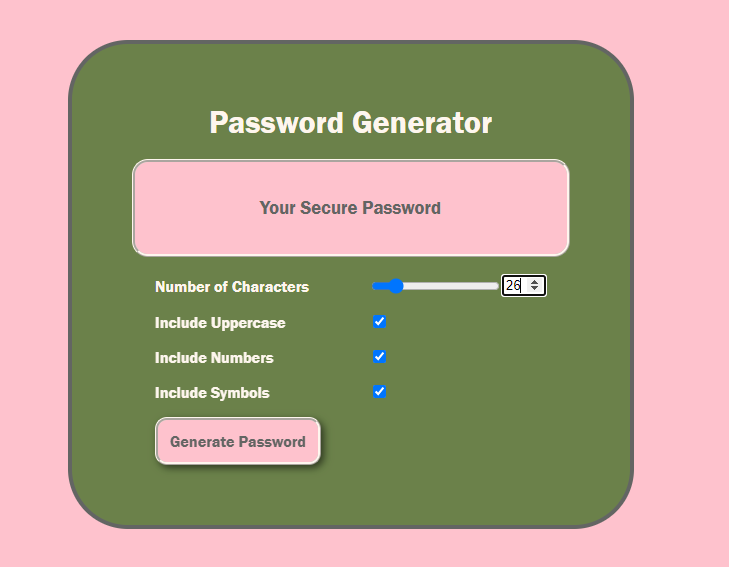 Password Generator
Your Secure Password
Number of Characters 26
Include Uppercase
Include Numbers
Include Symbols
Generate Password